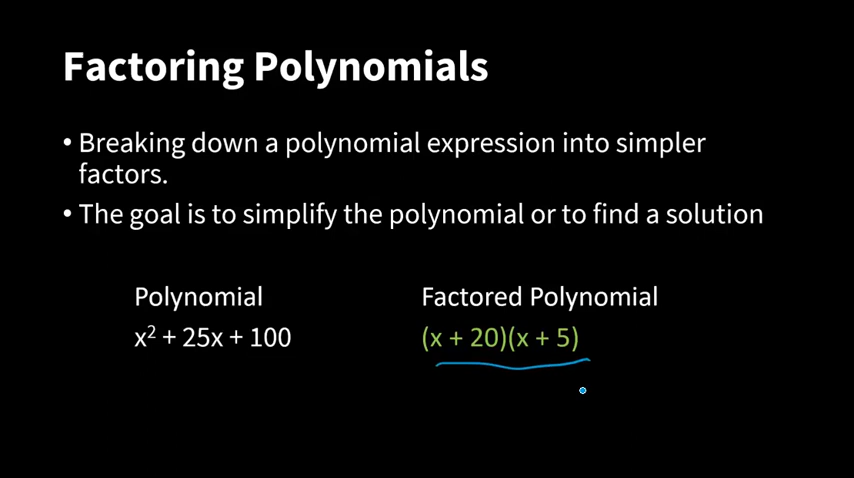 Factoring Polynomials
• Breaking down a polynomial expression into simpler
factors.
• The goal is to simplify the polynomial or to find a solution
Polynomial
x² + 25x + 100
Factored Polynomial
(x + 20)(x + 5)